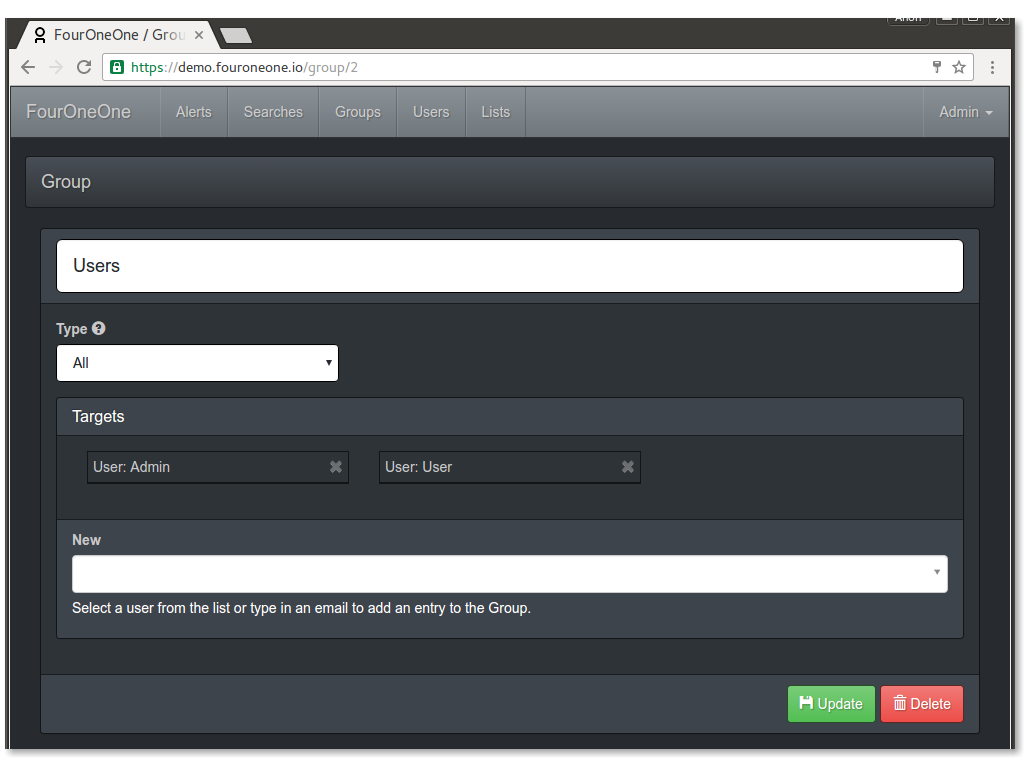 Anon
FourOneOne / Grou
https://demo.fouroneone.io/group/2
FourOneOne Alerts Searches Groups Users Lists Admin
Group
Users
Type
All
Targets
User: Admin User: User
New
Select a user from the list or type in an email to add an entry to the Group.
Update Delete